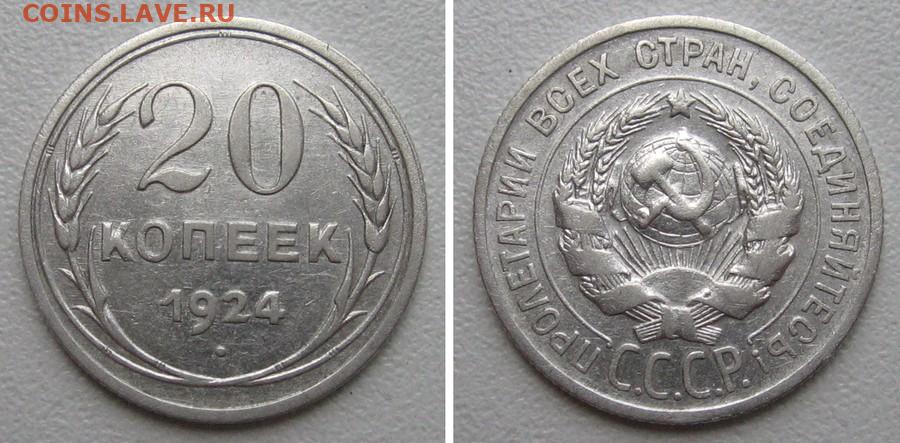 COINS.LAVE.RU
20
КОПЕЕК
1924
ПРОЛЕТАРИИ ВСЕХ СТРАН, СОЕДИНЯЙТЕСЬ!
С.С.С.Р.